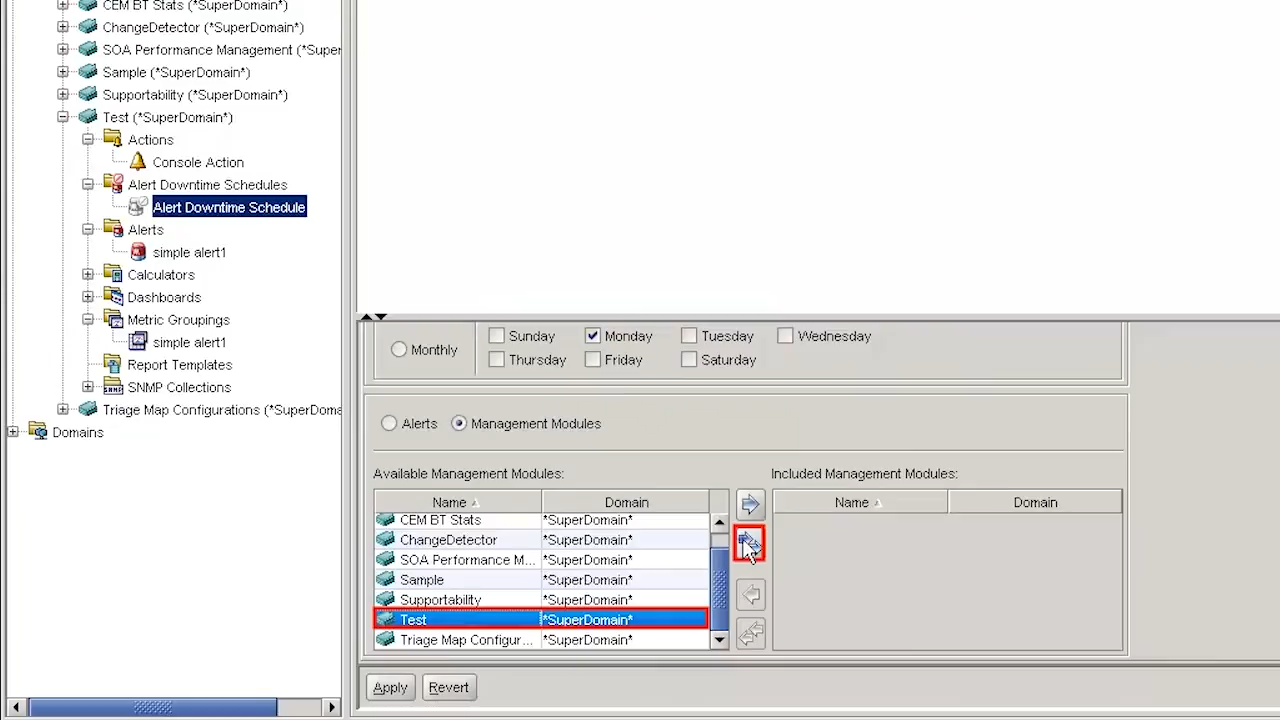 CEM BT Stats (*SuperDomain*)
ChangeDetector (*SuperDomain*)
SOA Performance Management (*Super
Sample (*SuperDomain*)
Supportability (*SuperDomain*)
Test (*SuperDomain*)
Actions
Console Action
Alert Downtime Schedules
Alert Downtime Schedule
Alerts
simple alert1
Calculators
Dashboards
Metric Groupings
simple alert1
Report Templates
SNMP Collections
Triage Map Configurations (*SuperDoma
Domains
Monthly
Sunday Monday Tuesday Wednesday
Thursday Friday Saturday
Alerts Management Modules
Available Management Modules:
Name Domain
CEM BT Stats *SuperDomain*
ChangeDetector *SuperDomain*
SOA Performance M... *SuperDomain*
Sample *SuperDomain*
Supportability *SuperDomain*
Test *SuperDomain*
Triage Map Configur... *SuperDomain*
Included Management Modules:
Name Domain
Apply Revert